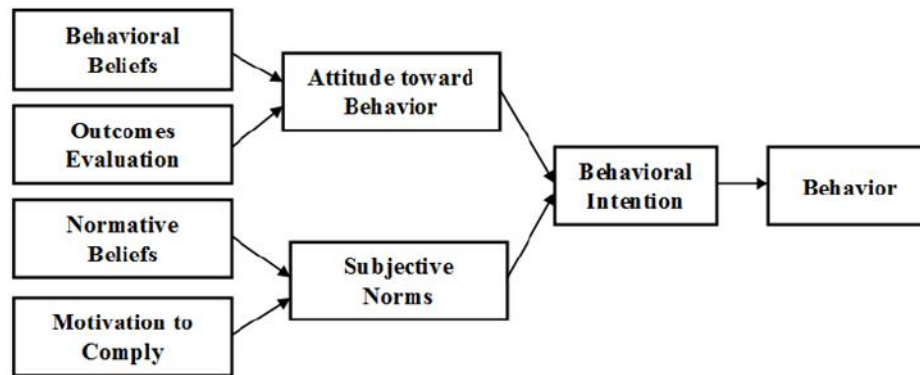 Behavioral
Beliefs
Outcomes
Evaluation
Normative
Beliefs
Motivation to
Comply
Attitude toward
Behavior
Subjective
Norms
Behavioral
Intention
Behavior